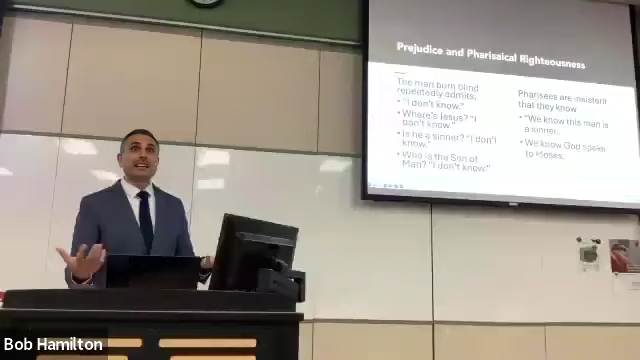 Prejudice and Pharisaical Righteousness
The man born blind
repeatedly admits;
• "I don't know."
• Where's Jesus? "I
don't know."
• Is he a sinner? "I don't
know."
• Who is the Son of
Man? "I don't know."
Pharisees are insistent
that they know
• "We know this man is
a sinner.
• We know God spoke
to Moses.
Bob Hamilton